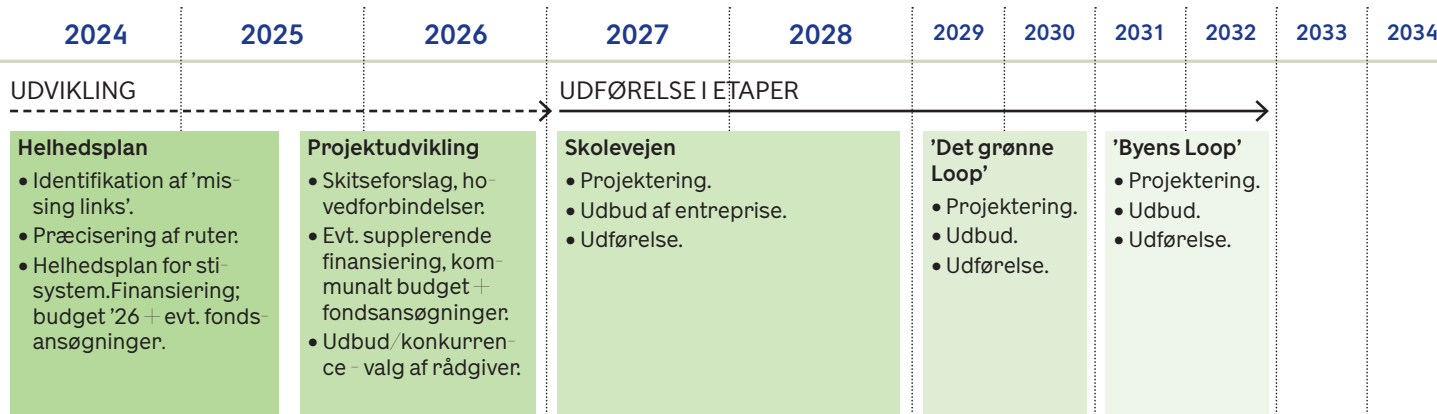 2024 2025 2026 2027 2028 2029 2030 2031 2032 2033 2034
UDVIKLING
UDFØRELSE I ETAPER
Helhedsplan
• Identifikation af 'mis-
sing links'.
• Præcisering af ruter.
• Helhedsplan for sti-
system.Finansiering;
budget '26 + evt. fonds-
ansøgninger.
Projektudvikling
• Skitseforslag, ho-
vedforbindelser.
• Evt. supplerende
finansiering, kom-
munalt budget +
fondsansøgninger.
• Udbud/konkurren-
ce - valg af rådgiver.
Skolevejen
• Projektering.
• Udbud af entreprise.
• Udførelse.
'Det grønne
Loop'
• Projektering.
• Udbud.
• Udførelse.
'Byens Loop'
• Projektering.
• Udbud.
• Udførelse.